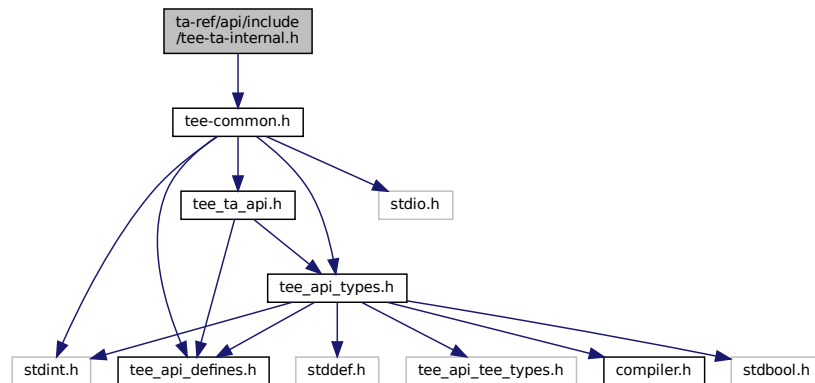 ta-ref/api/include
/tee-ta-internal.h
tee-common.h
tee_ta_api.h
stdio.h
tee_api_types.h
stdint.h
tee_api_defines.h
stddef.h
tee_api_tee_types.h
compiler.h
stdbool.h